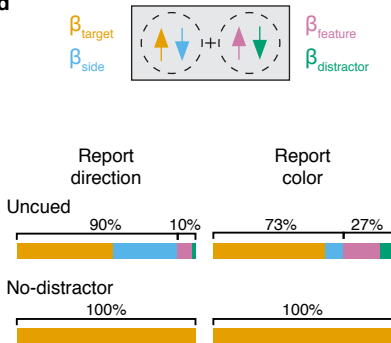 d
βtarget
βside
+
βfeature
βdistractor
Report direction
Report color
Uncued
90% 10% 73% 27%
No-distractor
100% 100%